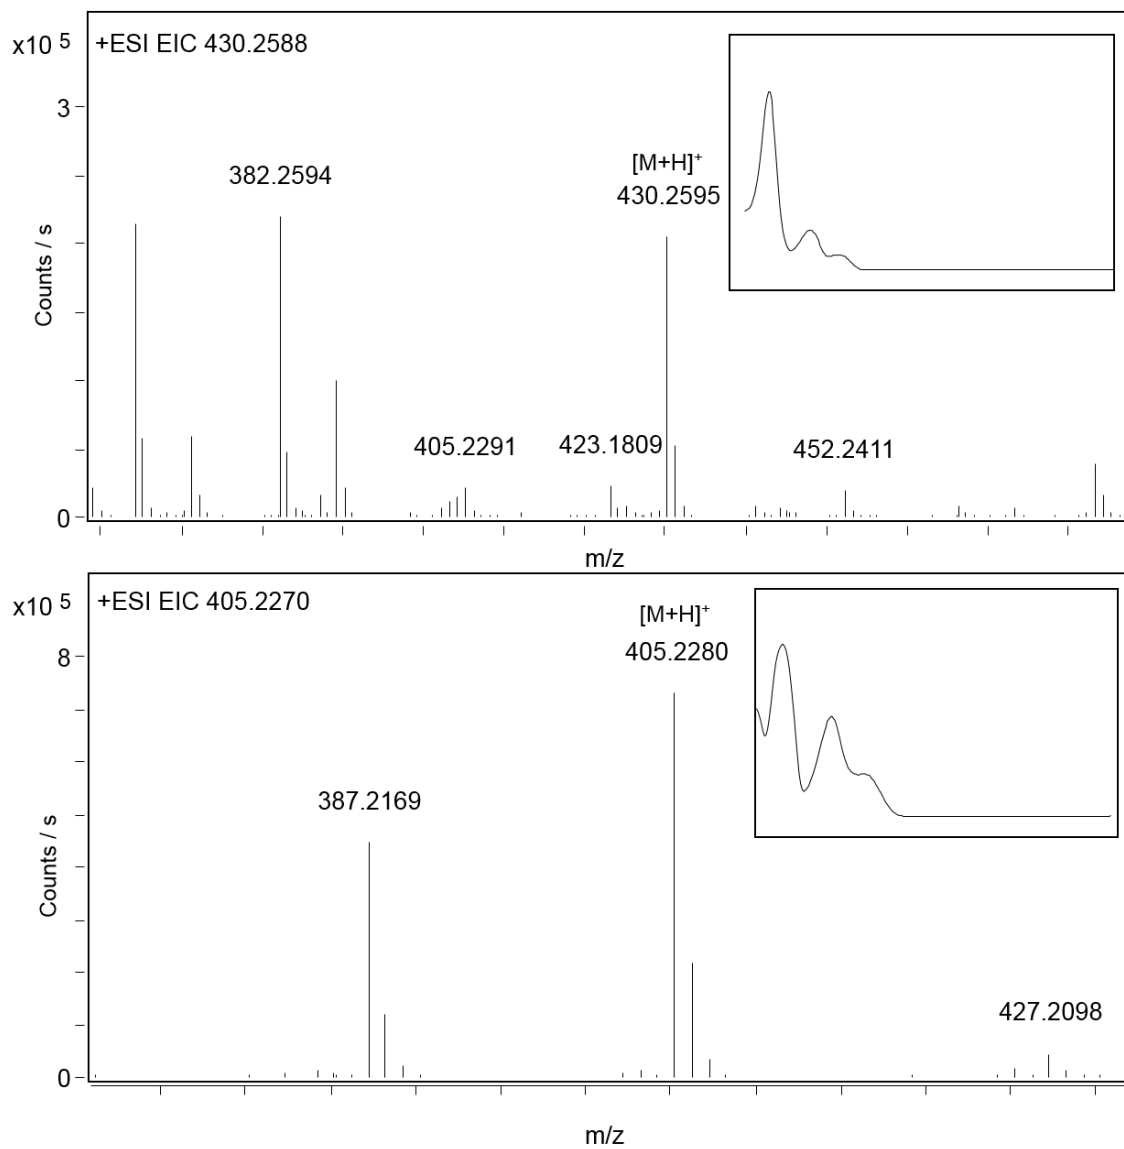 x10 5
+ESI EIC 430.2588
3
382.2594
[M+H]+
430.2595
405.2291
423.1809
452.2411
0
Counts / s
m/z
x10 5
+ESI EIC 405.2270
[M+H]+
405.2280
8
387.2169
427.2098
0
Counts / s
m/z